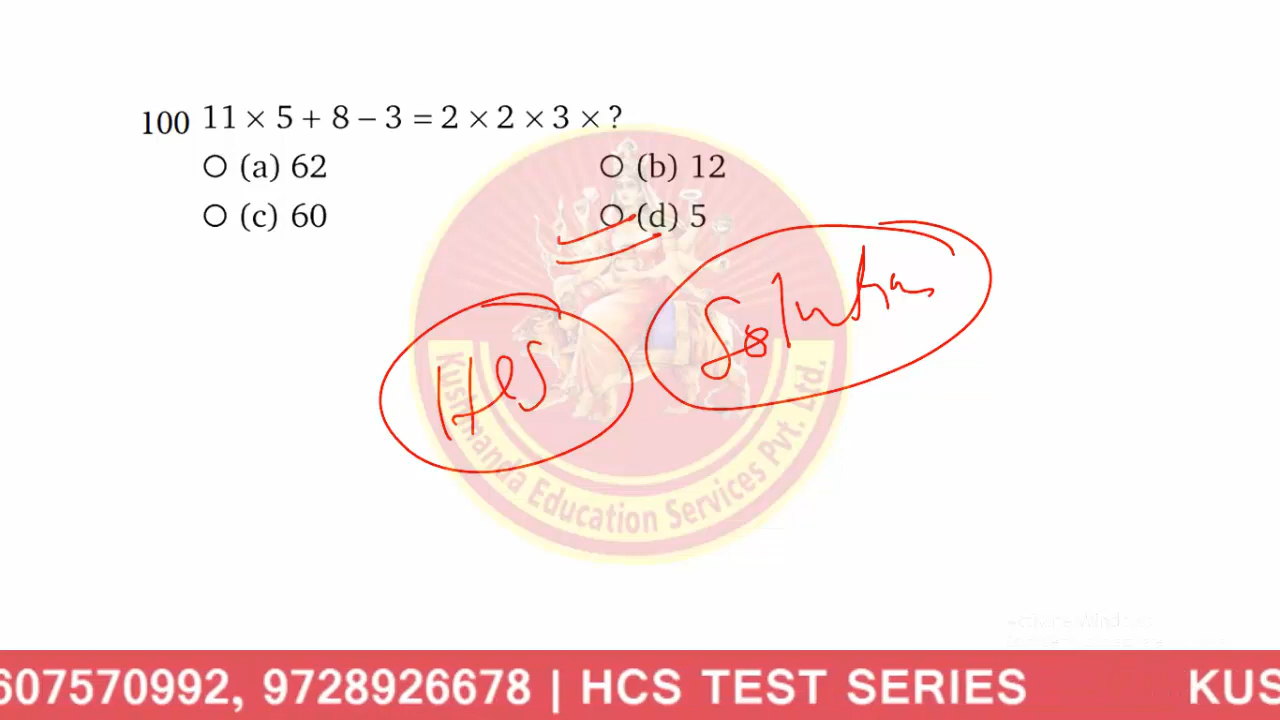 100 11 × 5 + 8 – 3 = 2 × 2 × 3 × ?
(a) 62
(b) 12
(c) 60
(d) 5
Solution
HCS
Kushmanda Education Services Pvt. Ltd.
607570992, 9728926678 | HCS TEST SERIES KUS